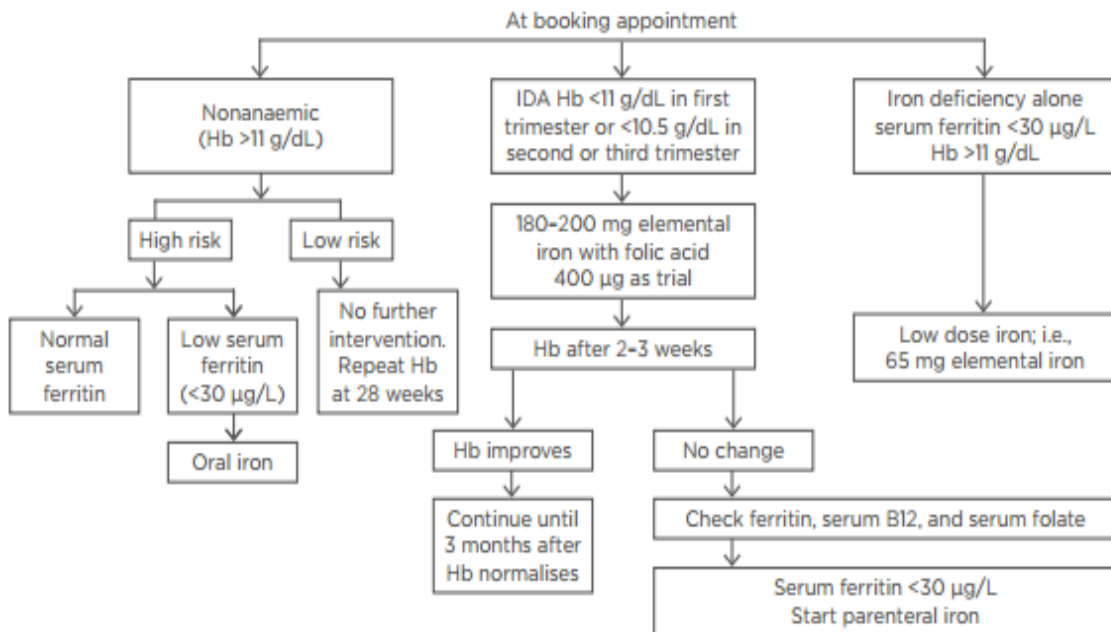 At booking appointment
Nonanaemic
(Hb >11 g/dL)
IDA Hb <11 g/dL in first
trimester or <10.5 g/dL in
second or third trimester
Iron deficiency alone
serum ferritin <30 µg/L
Hb >11 g/dL
180–200 mg elemental
iron with folic acid
400 µg as trial
High risk
Low risk
Normal
serum
ferritin
Low serum
ferritin
(<30 µg/L)
No further
intervention.
Repeat Hb
at 28 weeks
Hb after 2–3 weeks
Low dose iron; i.e.,
65 mg elemental iron
Oral iron
Hb improves
No change
Continue until
3 months after
Hb normalises
Check ferritin, serum B12, and serum folate
Serum ferritin <30 µg/L
Start parenteral iron